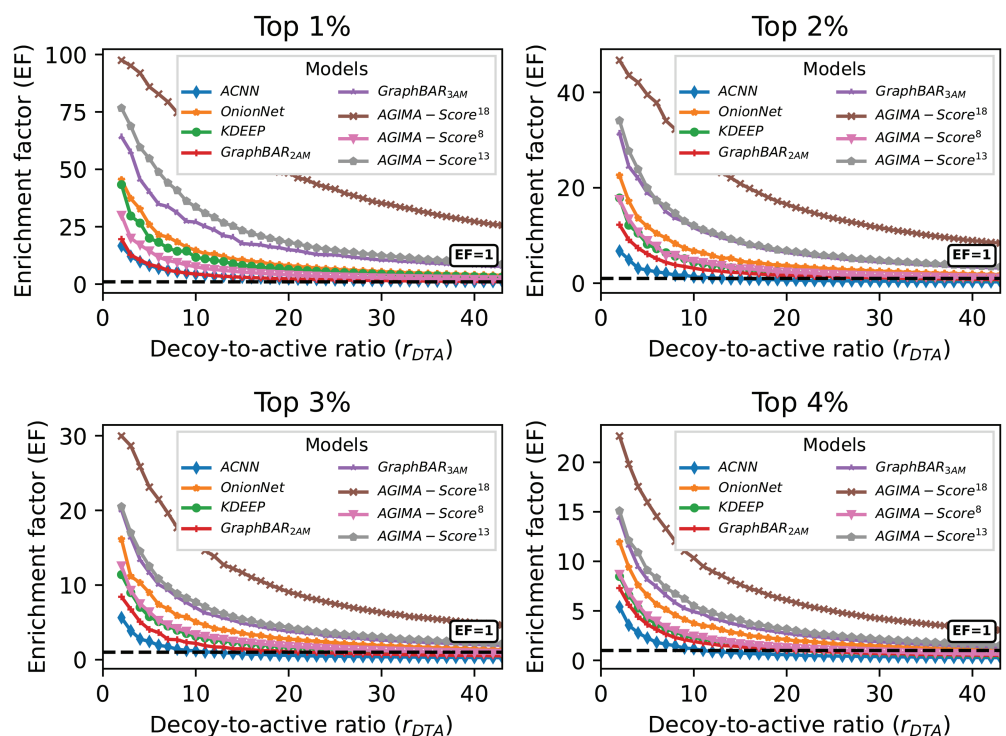 Top 1%
Enrichment factor (EF)
100
75
50
25
0
Models
ACNN
OnionNet
KDEEP
GraphBAR2AM
GraphBAR3AM
AGIMA−Score18
AGIMA−Score8
AGIMA−Score13
EF=1
0 10 20 30 40
Decoy-to-active ratio (rDTA)
Top 2%
Enrichment factor (EF)
40
20
0
Models
ACNN
OnionNet
KDEEP
GraphBAR2AM
GraphBAR3AM
AGIMA−Score18
AGIMA−Score8
AGIMA−Score13
EF=1
0 10 20 30 40
Decoy-to-active ratio (rDTA)
Top 3%
Enrichment factor (EF)
30
20
10
0
Models
ACNN
OnionNet
KDEEP
GraphBAR2AM
GraphBAR3AM
AGIMA−Score18
AGIMA−Score8
AGIMA−Score13
EF=1
0 10 20 30 40
Decoy-to-active ratio (rDTA)
Top 4%
Enrichment factor (EF)
20
15
10
5
0
Models
ACNN
OnionNet
KDEEP
GraphBAR2AM
GraphBAR3AM
AGIMA−Score18
AGIMA−Score8
AGIMA−Score13
EF=1
0 10 20 30 40
Decoy-to-active ratio (rDTA)